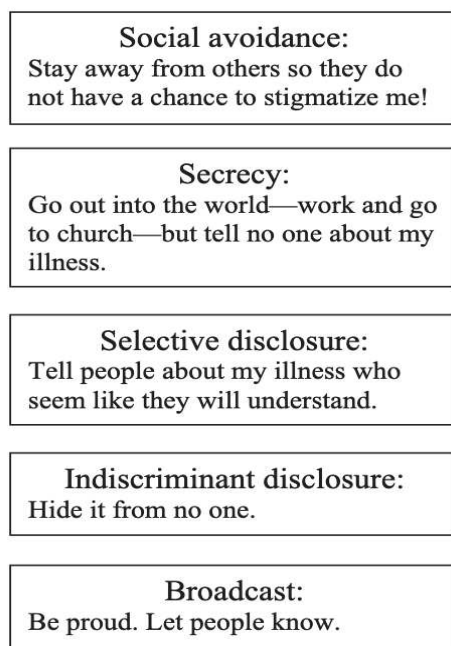 Social avoidance:
Stay away from others so they do
not have a chance to stigmatize me!
Secrecy:
Go out into the world—work and go
to church—but tell no one about my
illness.
Selective disclosure:
Tell people about my illness who
seem like they will understand.
Indiscriminant disclosure:
Hide it from no one.
Broadcast:
Be proud. Let people know.